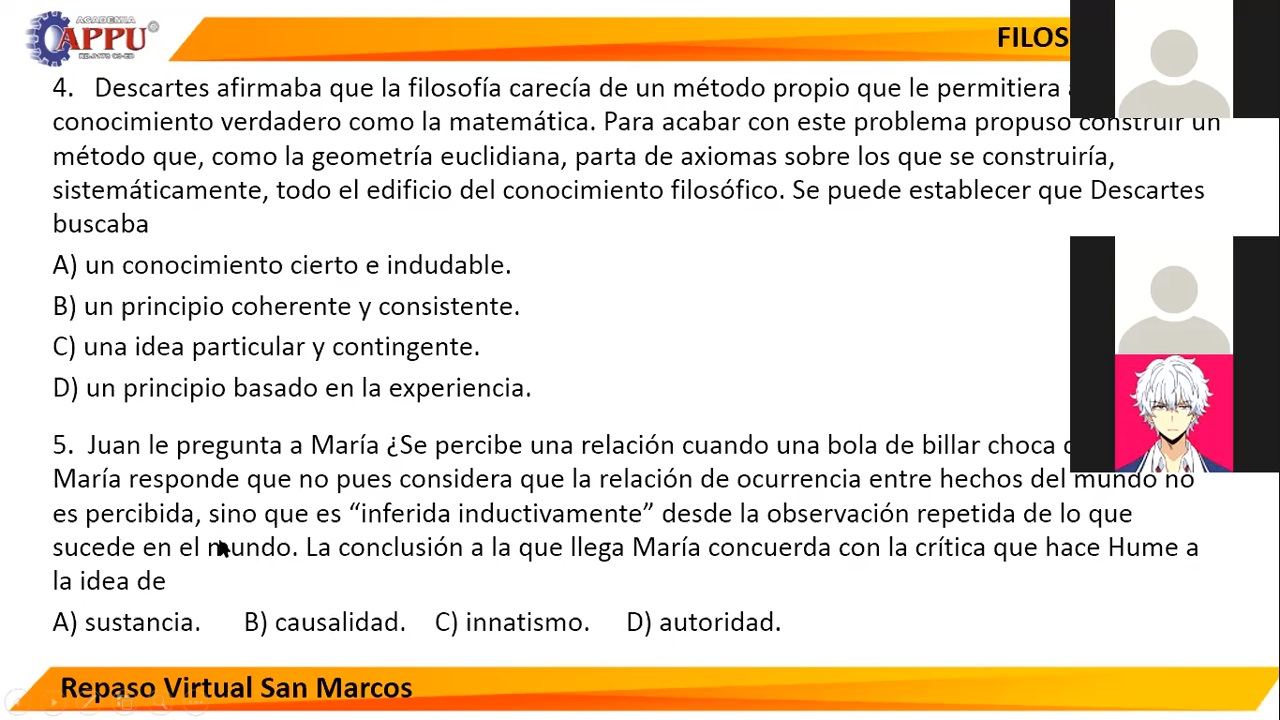 ACADEMIA
APPU
FILOS
4. Descartes afirmaba que la filosofía carecía de un método propio que le permitiera
conocimiento verdadero como la matemática. Para acabar con este problema propuso construir un
método que, como la geometría euclidiana, parta de axiomas sobre los que se construiría,
sistemáticamente, todo el edificio del conocimiento filosófico. Se puede establecer que Descartes
buscaba
A) un conocimiento cierto e indudable.
B) un principio coherente y consistente.
C) una idea particular y contingente.
D) un principio basado en la experiencia.
5. Juan le pregunta a María ¿Se percibe una relación cuando una bola de billar choca
María responde que no pues considera que la relación de ocurrencia entre hechos del mundo no
es percibida, sino que es “inferida inductivamente” desde la observación repetida de lo que
sucede en el mundo. La conclusión a la que llega María concuerda con la crítica que hace Hume a
la idea de
A) sustancia. B) causalidad. C) innatismo. D) autoridad.
Repaso Virtual San Marcos